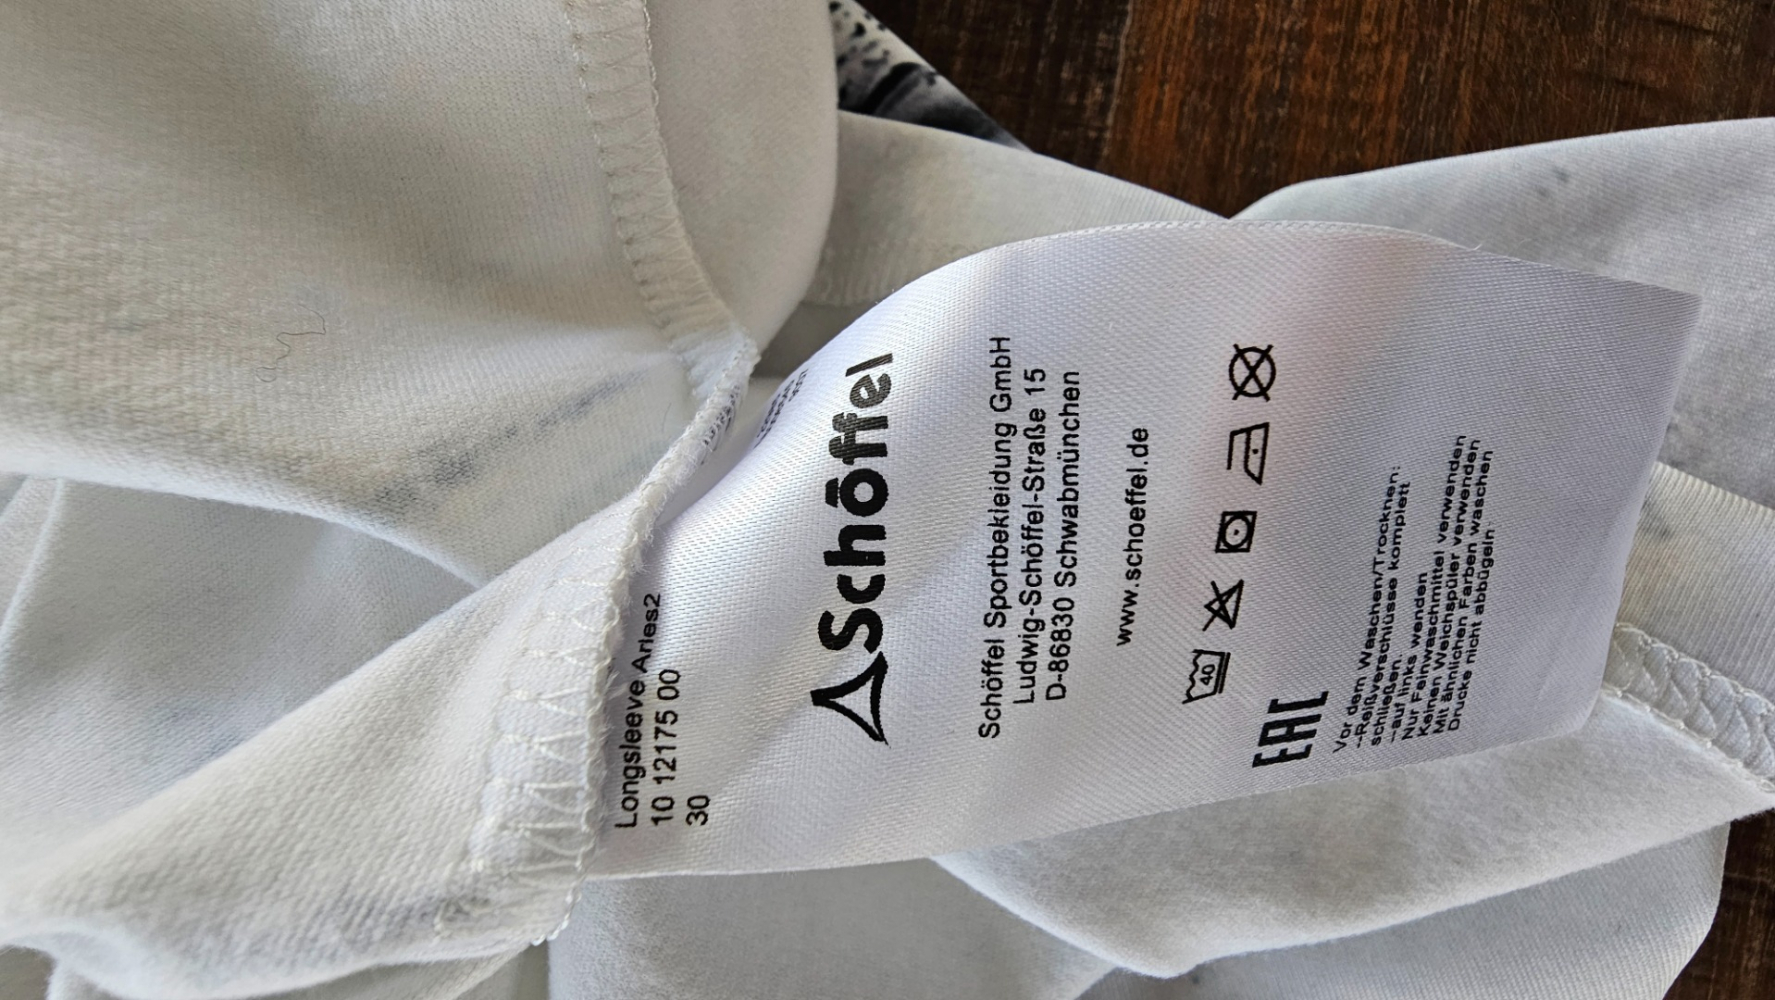 Longsleeve Arles2
10 12175 00
30
Schöffel
Schöffel Sportbekleidung GmbH
Ludwig-Schöffel-Straße 15
D-86830 Schwabmünchen
www.schoeffel.de
40
EAC
Vor dem Waschen/Trocknen:
--Reißverschlüsse komplett
schließen.
--auf links wenden
Nur Feinwaschmittel verwenden
Keinen Weichspüler verwenden
Mit ähnlichen Farben waschen
Drucke nicht abbügeln